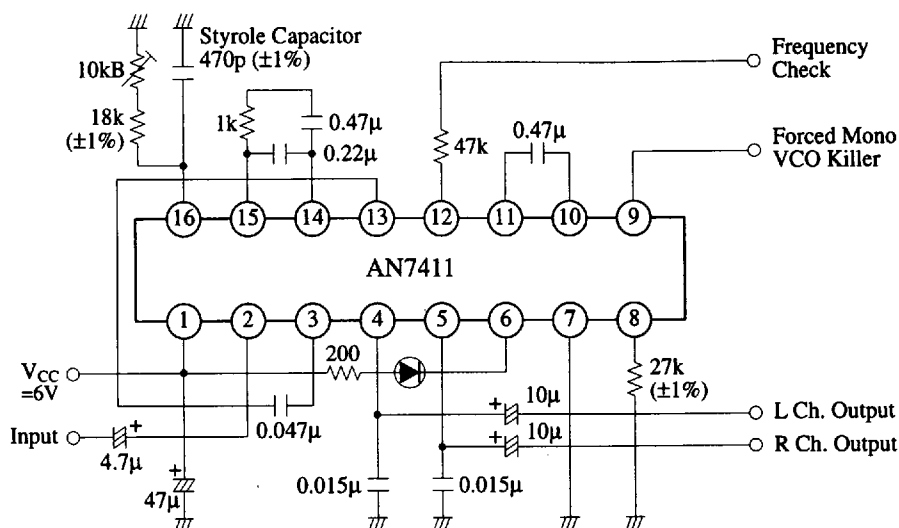 Styrole Capacitor
470p (±1%)
10kB
18k
(±1%)
1k
0.47μ
0.22μ
47k
0.47μ
Frequency
Check
Forced Mono
VCO Killer
16 15 14 13 12 11 10 9
AN7411
1 2 3 4 5 6 7 8
VCC
=6V
200
27k
(±1%)
0.047μ
10μ
L Ch. Output
10μ
R Ch. Output
Input
+
4.7μ
+
47μ
+
+
0.015μ
0.015μ